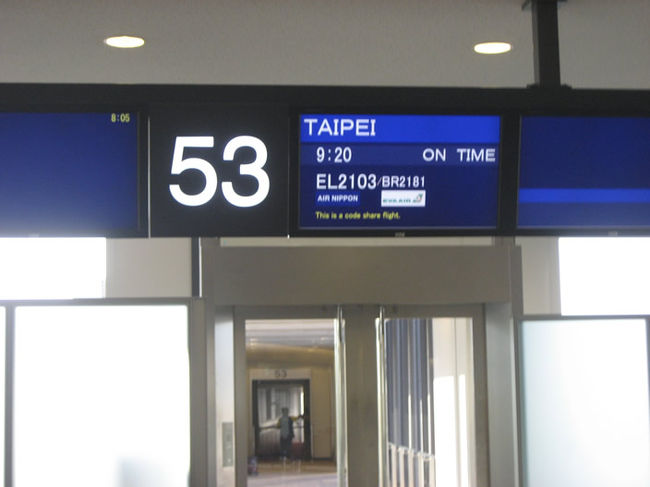 8:05
53
TAIPEI
9:20 ON TIME
EL2103/BR2181
AIR NIPPON EVA AIR
This is a code share flight.
53